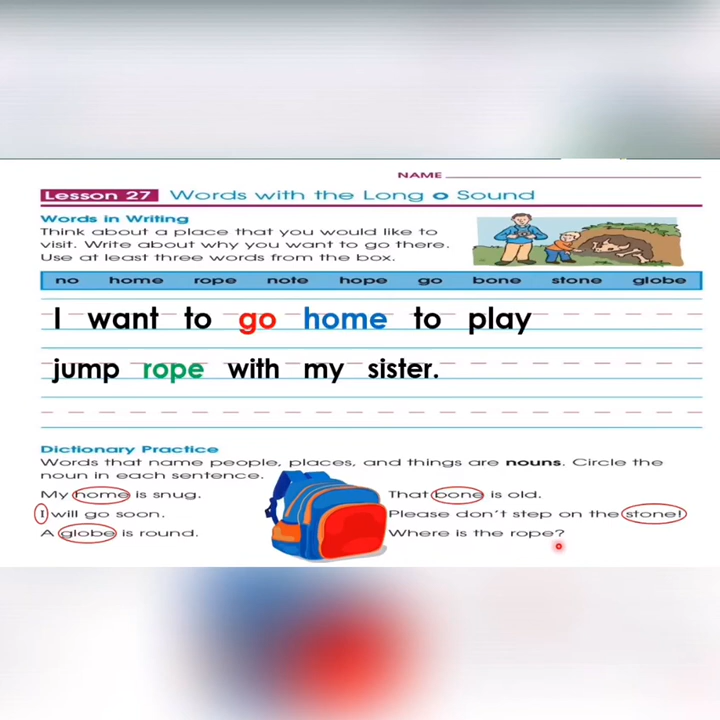 NAME
Lesson 27 Words with the Long o Sound
Words in Writing
Think about a place that you would like to
visit. Write about why you want to go there.
Use at least three words from the box.
no home rope note hope go bone stone globe
I want to go home to play
jump rope with my sister.
Dictionary Practice
Words that name people, places, and things are nouns. Circle the
noun in each sentence.
My home is snug.
I will go soon.
A globe is round.
That bone is old.
Please don't step on the stone!
Where is the rope?